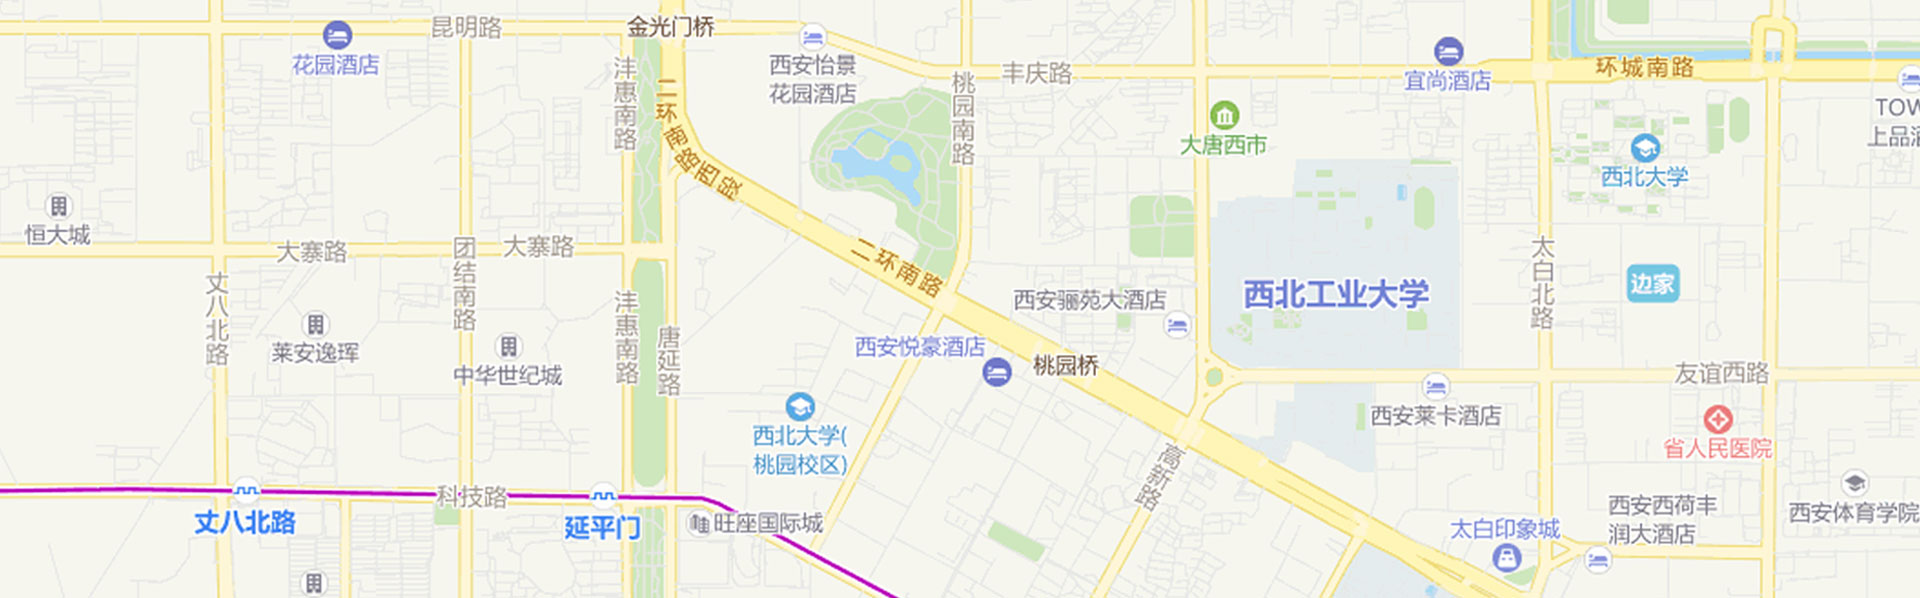 昆明路
金光门桥
花园酒店
西安怡景
花园酒店
沣惠南路
二环南路西段
桃园南路
丰庆路
宜尚酒店
环城南路
TOW
上品酒
大唐西市
西北大学
恒大城
大寨路
大寨路
团结南路
丈八北路
二环南路
西安骊苑大酒店
西北工业大学
太白北路
边家
莱安逸珲
中华世纪城
沣惠南路
唐延路
西安悦豪酒店
桃园桥
友谊西路
西安莱卡酒店
省人民医院
西北大学(
桃园校区)
高新路
科技路
丈八北路
延平门
旺座国际城
太白印象城
西安西荷丰
润大酒店
西安体育学院